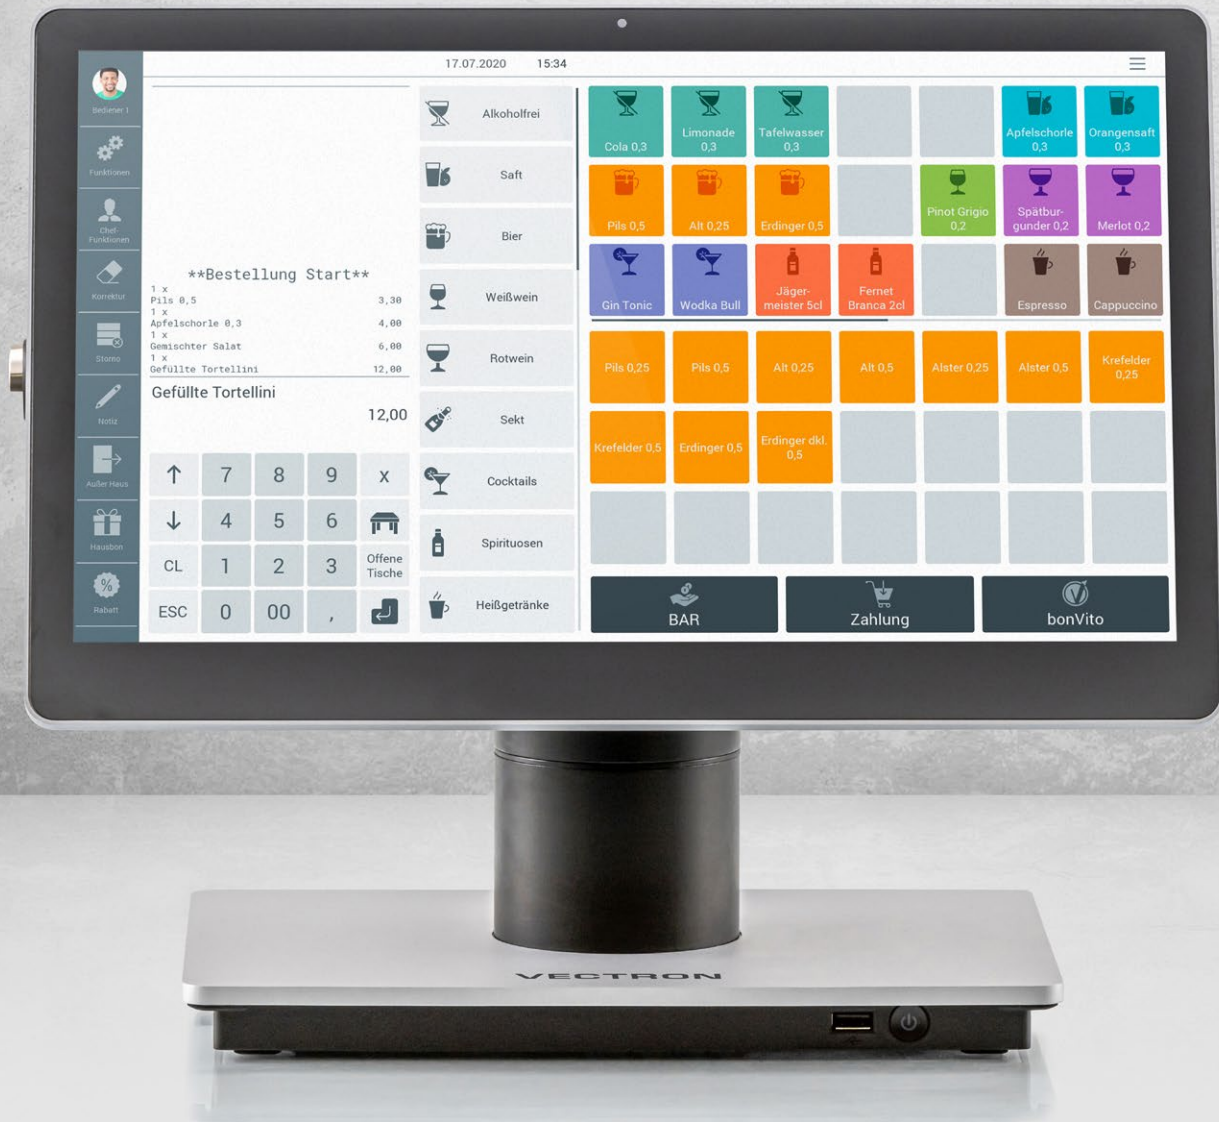 17.07.2020 15:34
Bediener 1
Funktionen
Chef-
Funktionen
Korrektur
Storno
Notiz
Außer Haus
Hausbon
%
Rabatt
**Bestellung Start**
1 x
Pils 0,5 3,30
1 x
Apfelschorle 0,3 4,00
1 x
Gemischter Salat 6,00
1 x
Gefüllte Tortellini 12,00
Gefüllte Tortellini
12,00
7 8 9 X
4 5 6
CL 1 2 3 Offene
Tische
ESC 0 00 ,
Alkoholfrei
Saft
Bier
Weißwein
Rotwein
Sekt
Cocktails
Spirituosen
Heißgetränke
Cola 0,3
Limonade
0,3
Tafelwasser
0,3
Apfelschorle
0,3
Orangensaft
0,3
Pils 0,5
Alt 0,25
Erdinger 0,5
Pinot Grigio
0,2
Spätbur-
gunder 0,2
Merlot 0,2
Gin Tonic
Wodka Bull
Jäger-
meister 5cl
Fernet
Branca 2cl
Espresso
Cappuccino
Pils 0,25
Pils 0,5
Alt 0,25
Alt 0,5
Alster 0,25
Alster 0,5
Krefelder
0,25
Krefelder 0,5
Erdinger 0,5
Erdinger dkl.
0,5
BAR
Zahlung
bonVito
VECTRON